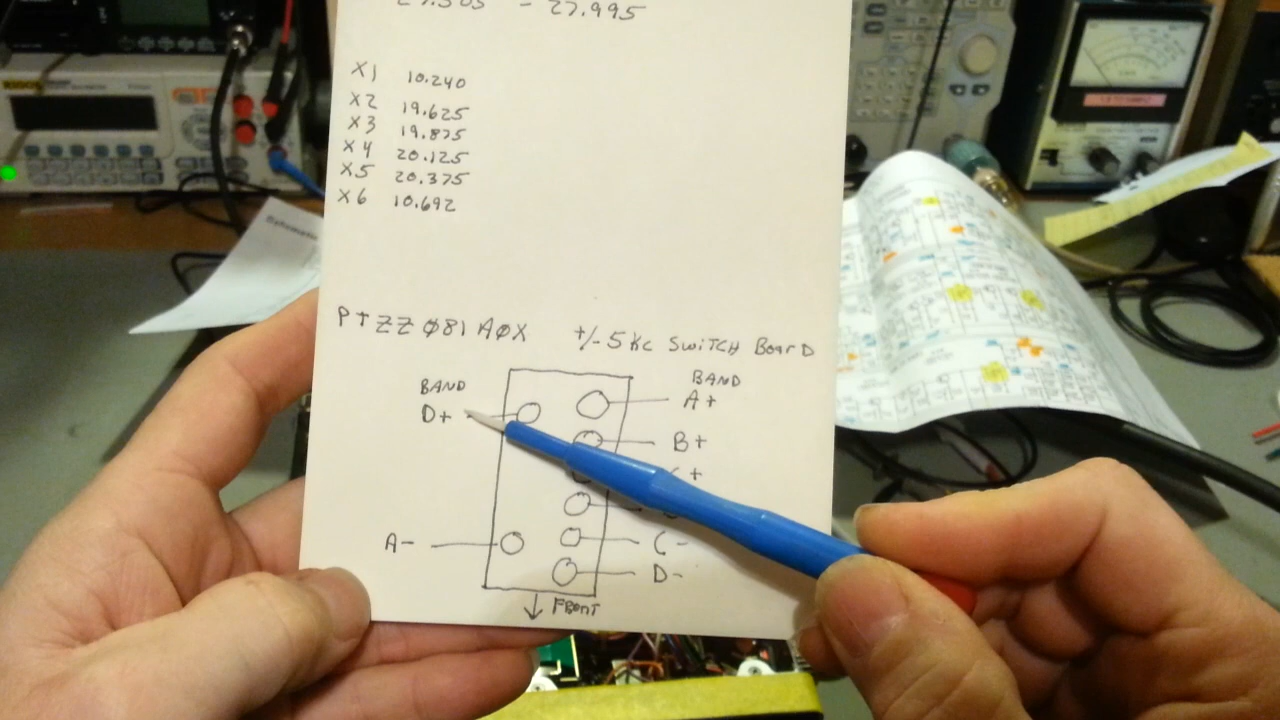 - 27.995
X1 10.240
X2 19.625
X3 19.875
X4 20.125
X5 20.375
X6 10.692
PTZZ081A0X +/-5KC SWITCH BOARD
BAND
D+
BAND
A+
B+
+
A-
C-
D-
↓ FRONT